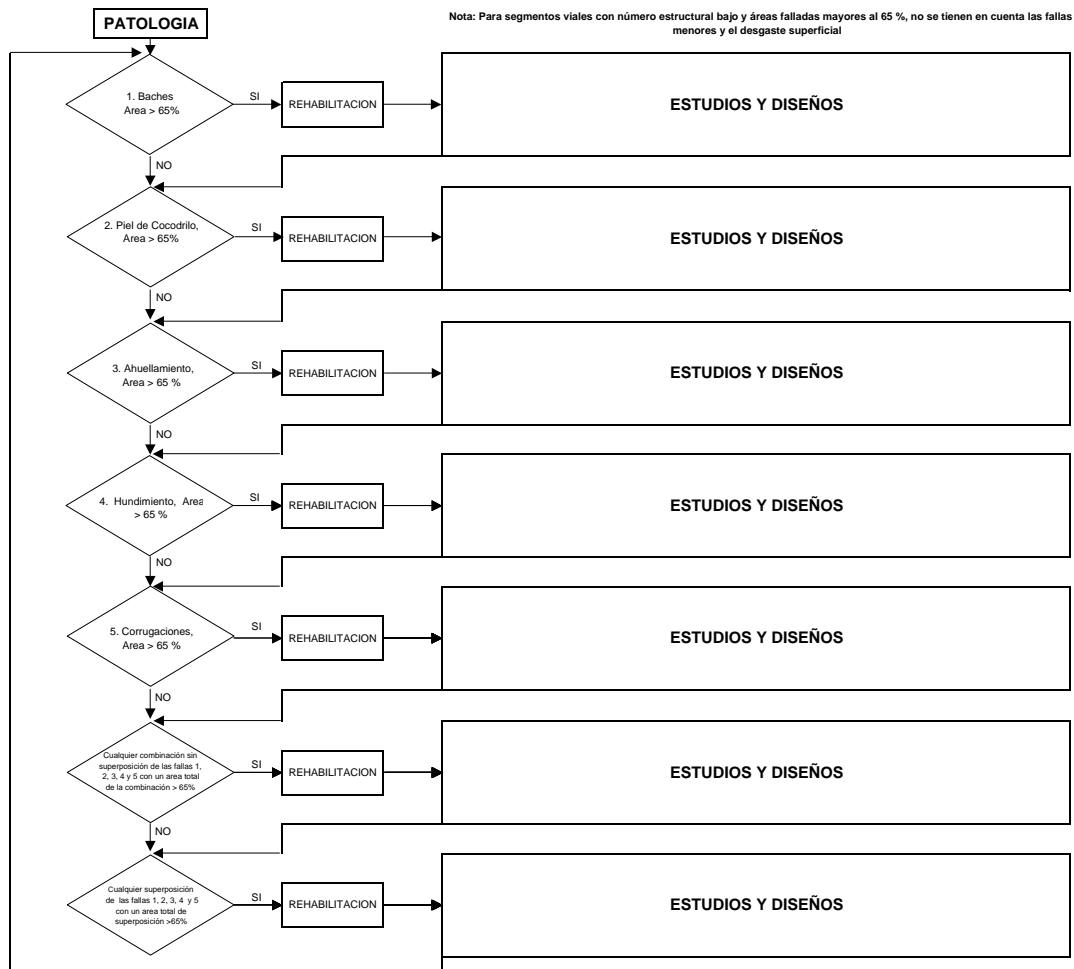 PATOLOGIA
Nota: Para segmentos viales con número estructural bajo y áreas falladas mayores al 65 %, no se tienen en cuenta las fallas
menores y el desgaste superficial
1. Baches
Area > 65%
SI
REHABILITACION
ESTUDIOS Y DISEÑOS
NO
2. Piel de Cocodrilo,
Area > 65%
SI
REHABILITACION
ESTUDIOS Y DISEÑOS
NO
3. Ahuellamiento,
Area > 65 %
SI
REHABILITACION
ESTUDIOS Y DISEÑOS
NO
4. Hundimiento, Area
> 65 %
SI
REHABILITACION
ESTUDIOS Y DISEÑOS
NO
5. Corrugaciones,
Area > 65 %
SI
REHABILITACION
ESTUDIOS Y DISEÑOS
NO
Cualquier combinación sin
superposición de las fallas 1,
2, 3, 4 y 5 con un area total
de la combinación > 65%
SI
REHABILITACION
ESTUDIOS Y DISEÑOS
NO
Cualquier superposición
de las fallas 1, 2, 3, 4 y 5
con un area total de
superposición >65%
SI
REHABILITACION
ESTUDIOS Y DISEÑOS